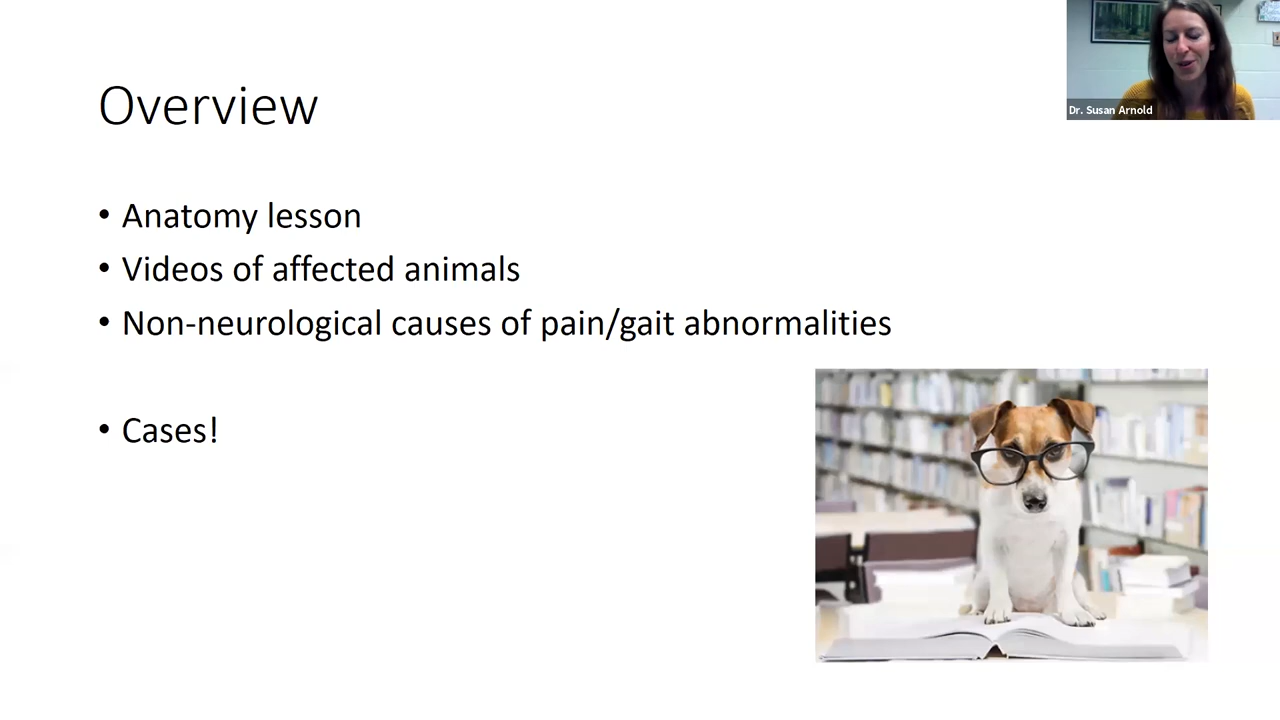 Overview
Dr. Susan Arnold
• Anatomy lesson
• Videos of affected animals
• Non-neurological causes of pain/gait abnormalities
• Cases!